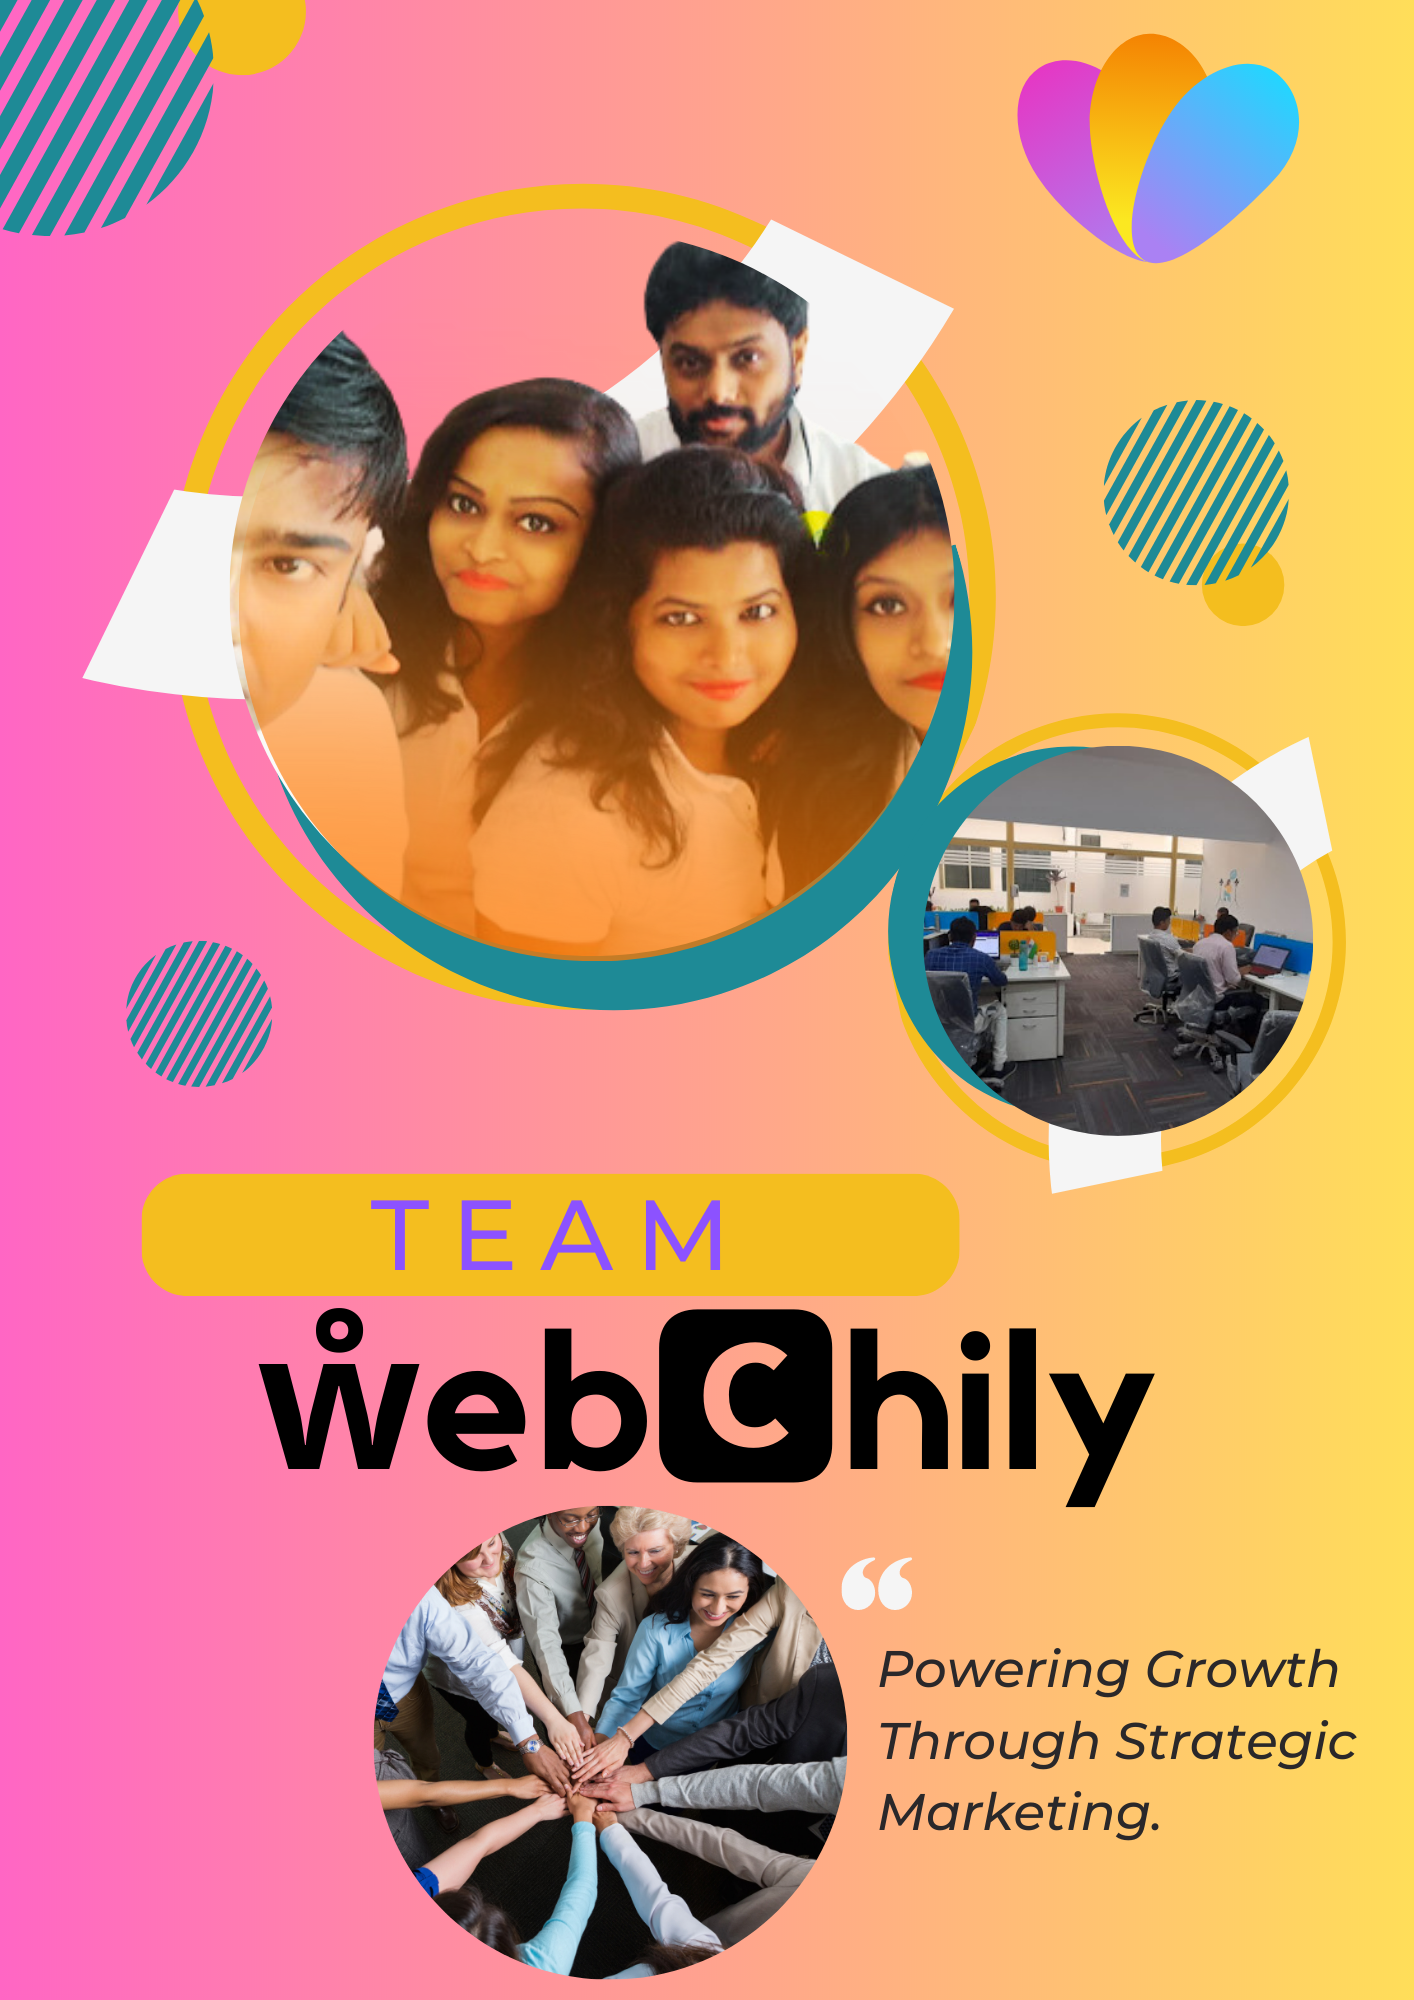 TEAM
WebChily
“
Powering Growth
Through Strategic
Marketing.